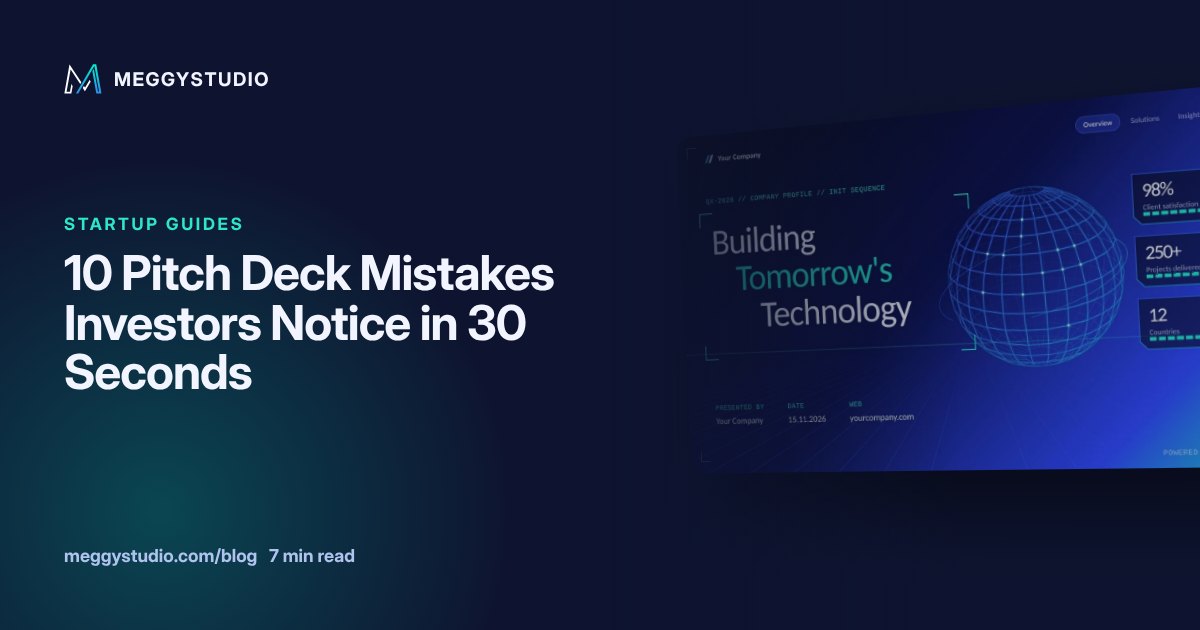 MEGGYSTUDIO
STARTUP GUIDES
10 Pitch Deck Mistakes
Investors Notice in 30
Seconds
meggystudio.com/blog 7 min read
Your Company
Overview Solutions
// COMPANY PROFILE // INIT SEQUENCE
Building
Tomorrow's
Technology
98%
Client satisfaction
250+
Projects delivered
12
Countries
PRESENTED BY DATE WEB
Your Company 15.11.2026 yourcompany.com
POWERED